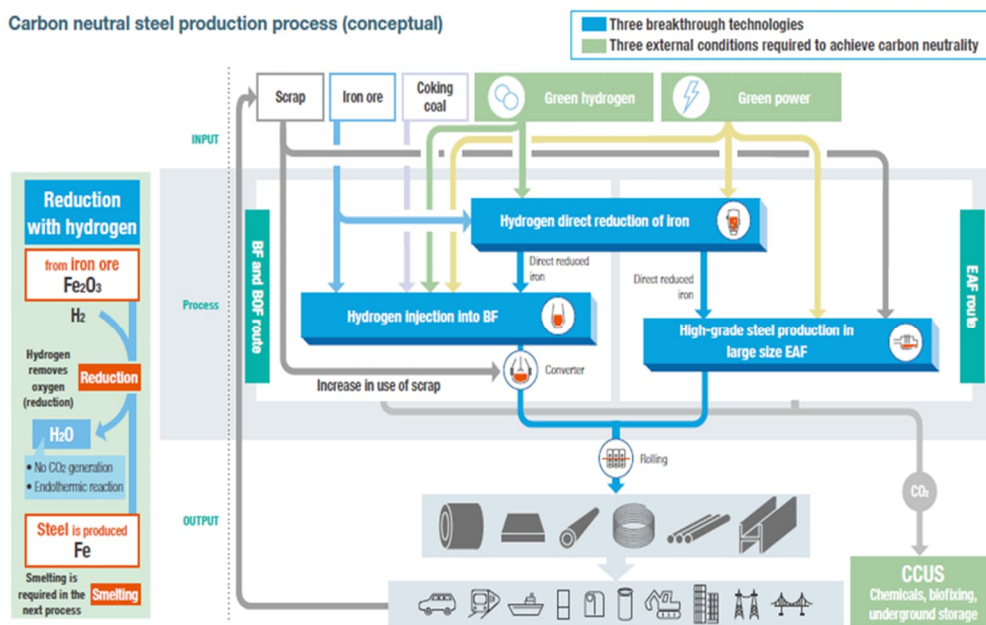 Carbon neutral steel production process (conceptual)
Three breakthrough technologies
Three external conditions required to achieve carbon neutrality
Scrap
Iron ore
Coking
coal
Green hydrogen
Green power
INPUT
Reduction
with hydrogen
from iron ore
Fe₂O₃
H₂
Hydrogen
removes
oxygen
(reduction)
Reduction
H₂O
• No CO₂ generation
• Endothermic reaction
Steel is produced
Fe
Smelting is
required in the
next process
Smelting
Process
BF and BOF route
EAF route
Hydrogen direct reduction of iron
Direct reduced
iron
Direct reduced
iron
Hydrogen injection into BF
High-grade steel production in
large size EAF
Increase in use of scrap
Converter
Rolling
CO₂
OUTPUT
CCUS
Chemicals, biofixing,
underground storage